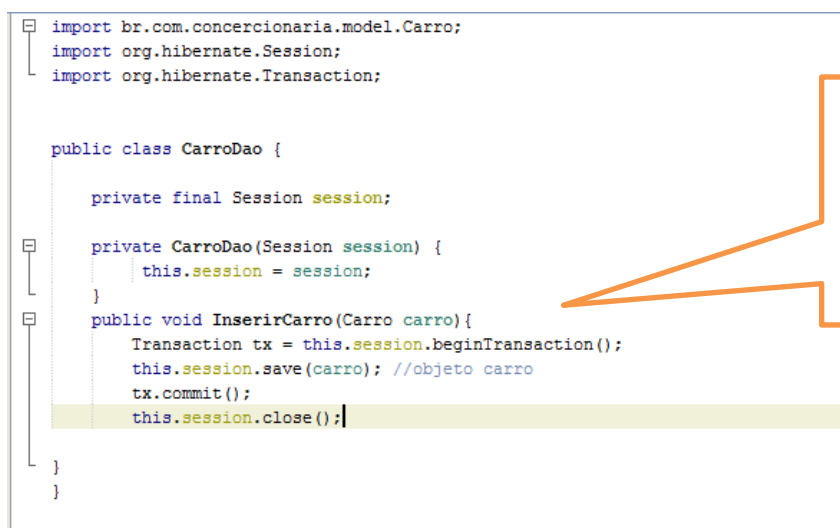 import br.com.concercionaria.model.Carro;
import org.hibernate.Session;
import org.hibernate.Transaction;
public class CarroDao {
private final Session session;
private CarroDao(Session session) {
this.session = session;
}
public void InserirCarro(Carro carro){
Transaction tx = this.session.beginTransaction();
this.session.save(carro); //objeto carro
tx.commit();
this.session.close();
}
}